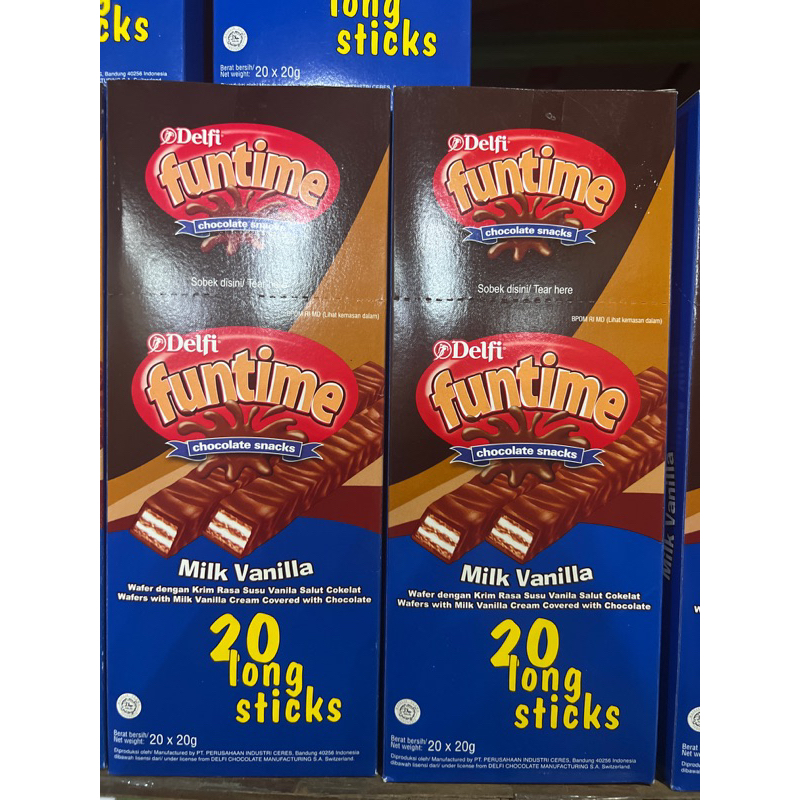 long
sticks
Berat bersih/
Net weight: 20 x 20g
cks
Bandung 40256 Indonesia
Delfi
funtime
chocolate
Sobek disini/ Tear here
BPOM RI MD (Lihat kemasan dalam)
Delfi
funtime
chocolate snacks
Milk Vanilla
Wafer dengan Krim Rasa Susu Vanila Salut Cokelat
Wafers with Milk Vanilla Cream Covered with Chocolate
20
long
sticks
Berat bersih/
Net weight: 20 x 20g
Diproduksi oleh/ Manufactured by PT. PERUSAHAAN INDUSTRI CERES, Bandung 40256 Indonesia
dibawah lisensi dari/ under license from DELFI CHOCOLATE MANUFACTURING S.A. Switzerland.
Delfi
funtime
chocolate snacks
Sobek disini/ Tear here
BPOM RI MD (Lihat kemasan dalam)
Delfi
funtime
chocolate snacks
Milk Vanilla
Wafer dengan Krim Rasa Susu Vanila Salut Cokelat
Wafers with Milk Vanilla Cream Covered with Chocolate
20
long
sticks
Berat bersih/
Net weight: 20 x 20g
Diproduksi oleh/ Manufactured by PT. PERUSAHAAN INDUSTRI CERES, Bandung 40256 Indonesia
dibawah lisensi dari/ under license from DELFI CHOCOLATE MANUFACTURING S.A. Switzerland.
Milk Vanilla